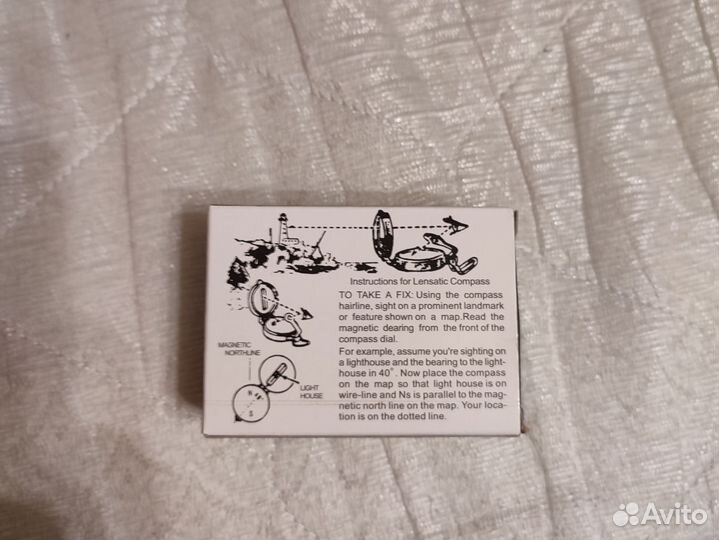 Instructions for Lensatic Compass
TO TAKE A FIX: Using the compass
hairline, sight on a prominent landmark
or feature shown on a map.Read the
magnetic dearing from the front of the
compass dial.
For example, assume you're sighting on
a lighthouse and the bearing to the light-
house in 40°. Now place the compass
on the map so that light house is on
wire-line and Ns is parallel to the mag-
netic north line on the map. Your loca-
tion is on the dotted line.
MAGNETIC
NORTHLINE
LIGHT
HOUSE
N
S
Avito